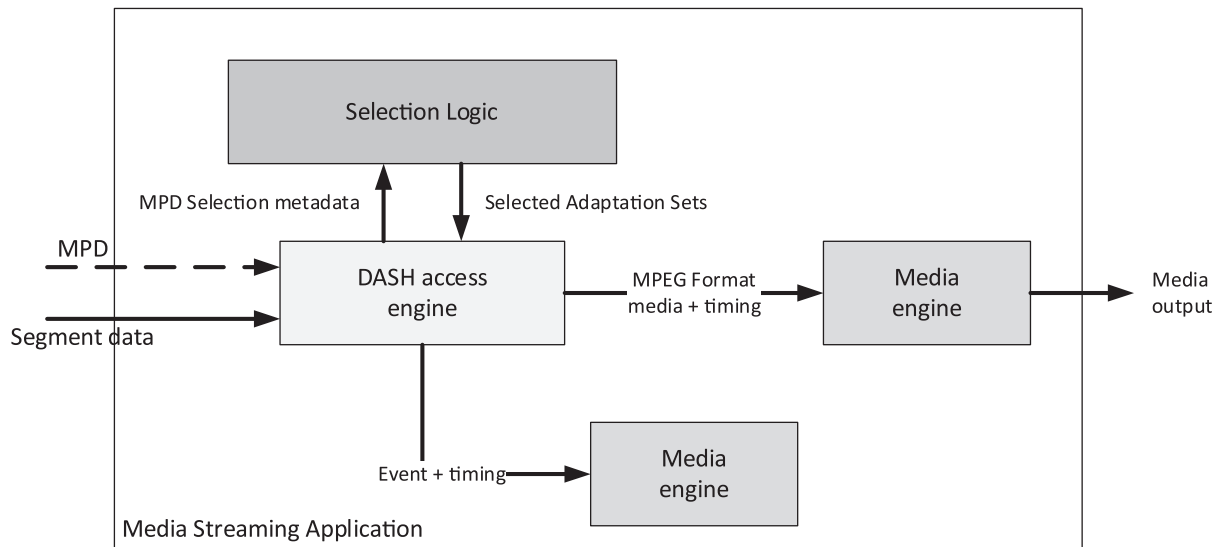 Selection Logic
MPD Selection metadata
Selected Adaptation Sets
MPD
DASH access
engine
MPEG Format
media + timing
Media
engine
Media
output
Segment data
Event + timing
Media
engine
Media Streaming Application